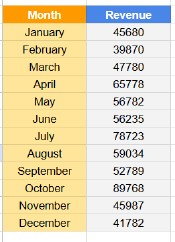 Month Revenue
January 45680
February 39870
March 47780
April 65778
May 56782
June 56235
July 78723
August 59034
September 52789
October 89768
November 45987
December 41782